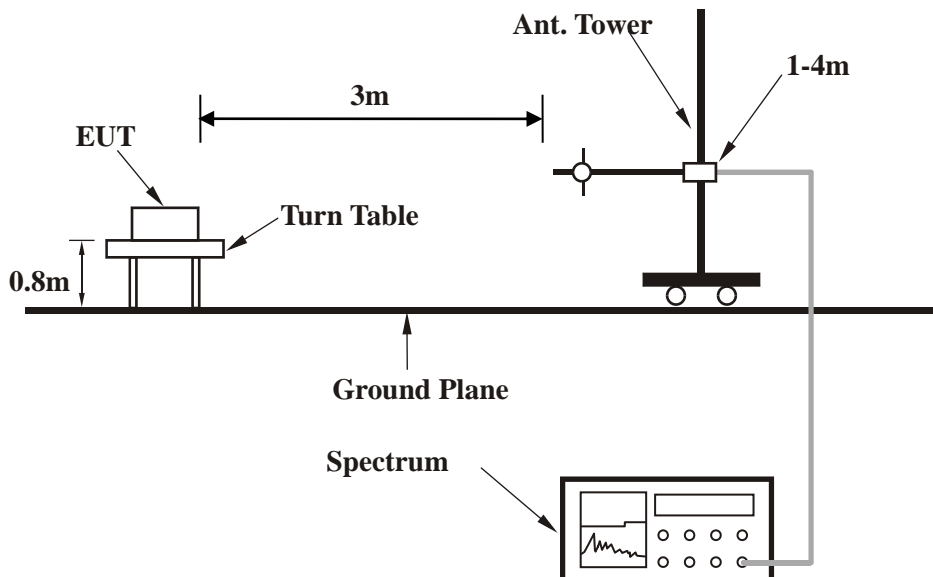 Ant. Tower
1-4m
3m
EUT
Turn Table
0.8m
Ground Plane
Spectrum